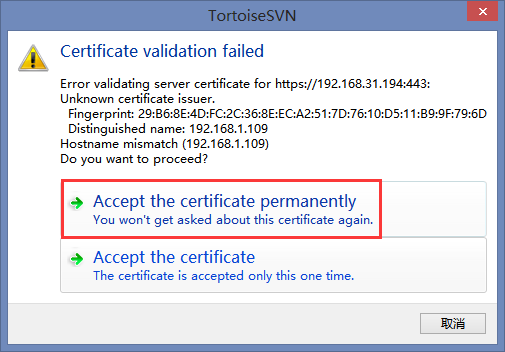 TortoiseSVN
Certificate validation failed
Error validating server certificate for https://192.168.31.194:443:
Unknown certificate issuer.
Fingerprint: 29:B6:8E:4D:FC:2C:36:8E:EC:A2:51:7D:76:10:D5:11:B9:9F:79:6D
Distinguished name: 192.168.1.109
Hostname mismatch (192.168.1.109)
Do you want to proceed?
Accept the certificate permanently
You won't get asked about this certificate again.
Accept the certificate
The certificate is accepted only this one time.
取消